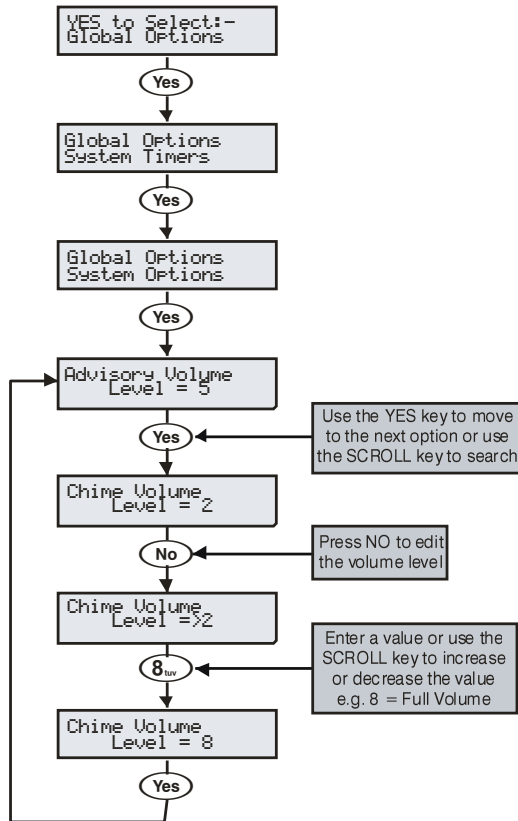 YES to Select:-
Global Options
Yes
Global Options
System Timers
Yes
Global Options
System Options
Yes
Advisory Volume
Level = 5
Yes
Use the YES key to move
to the next option or use
the SCROLL key to search
Chime Volume
Level = 2
No
Press NO to edit
the volume level
Chime Volume
Level =>2
8tuv
Enter a value or use the
SCROLL key to increase
or decrease the value
e.g. 8 = Full Volume
Chime Volume
Level = 8
Yes